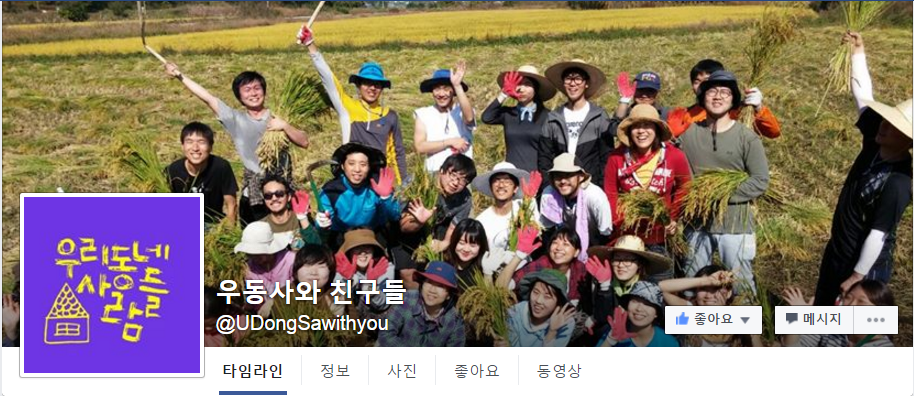 우리동네
사람들
우동사와 친구들
@UDongSawithyou
좋아요
메시지
타임라인
정보
사진
좋아요
동영상